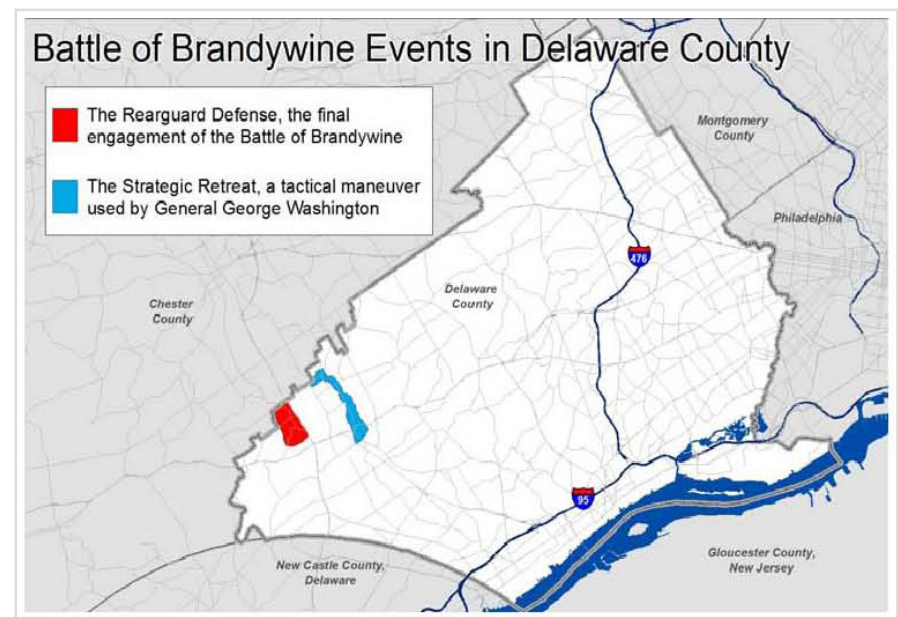 Battle of Brandywine Events in Delaware County
The Rearguard Defense, the final
engagement of the Battle of Brandywine
The Strategic Retreat, a tactical maneuver
used by General George Washington
Montgomery
County
Philadelphia
476
Delaware
County
Chester
County
95
New Castle County,
Delaware
Gloucester County,
New Jersey